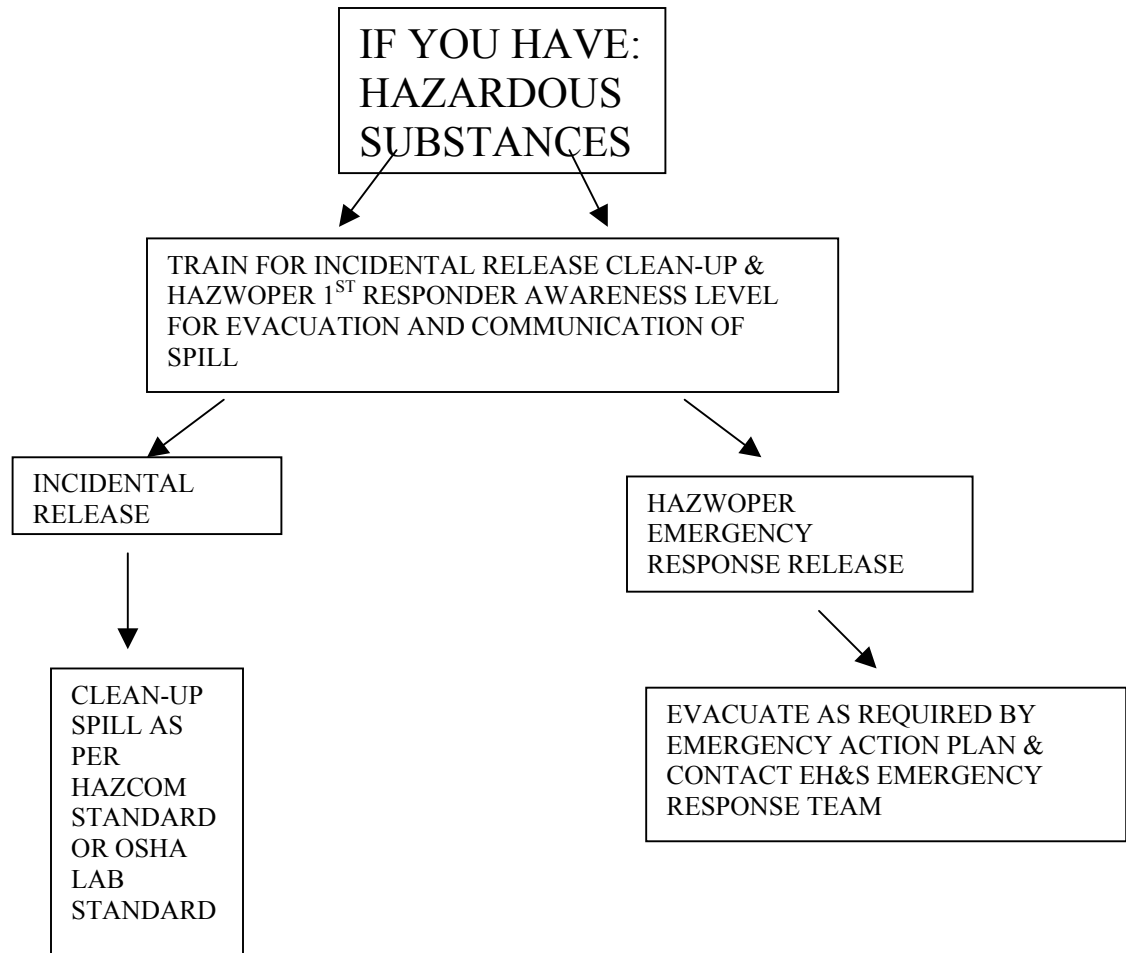 IF YOU HAVE:
HAZARDOUS
SUBSTANCES
TRAIN FOR INCIDENTAL RELEASE CLEAN-UP &
HAZWOPER 1ST RESPONDER AWARENESS LEVEL
FOR EVACUATION AND COMMUNICATION OF
SPILL
INCIDENTAL
RELEASE
HAZWOPER
EMERGENCY
RESPONSE RELEASE
CLEAN-UP
SPILL AS
PER
HAZCOM
STANDARD
OR OSHA
LAB
STANDARD
EVACUATE AS REQUIRED BY
EMERGENCY ACTION PLAN &
CONTACT EH&S EMERGENCY
RESPONSE TEAM